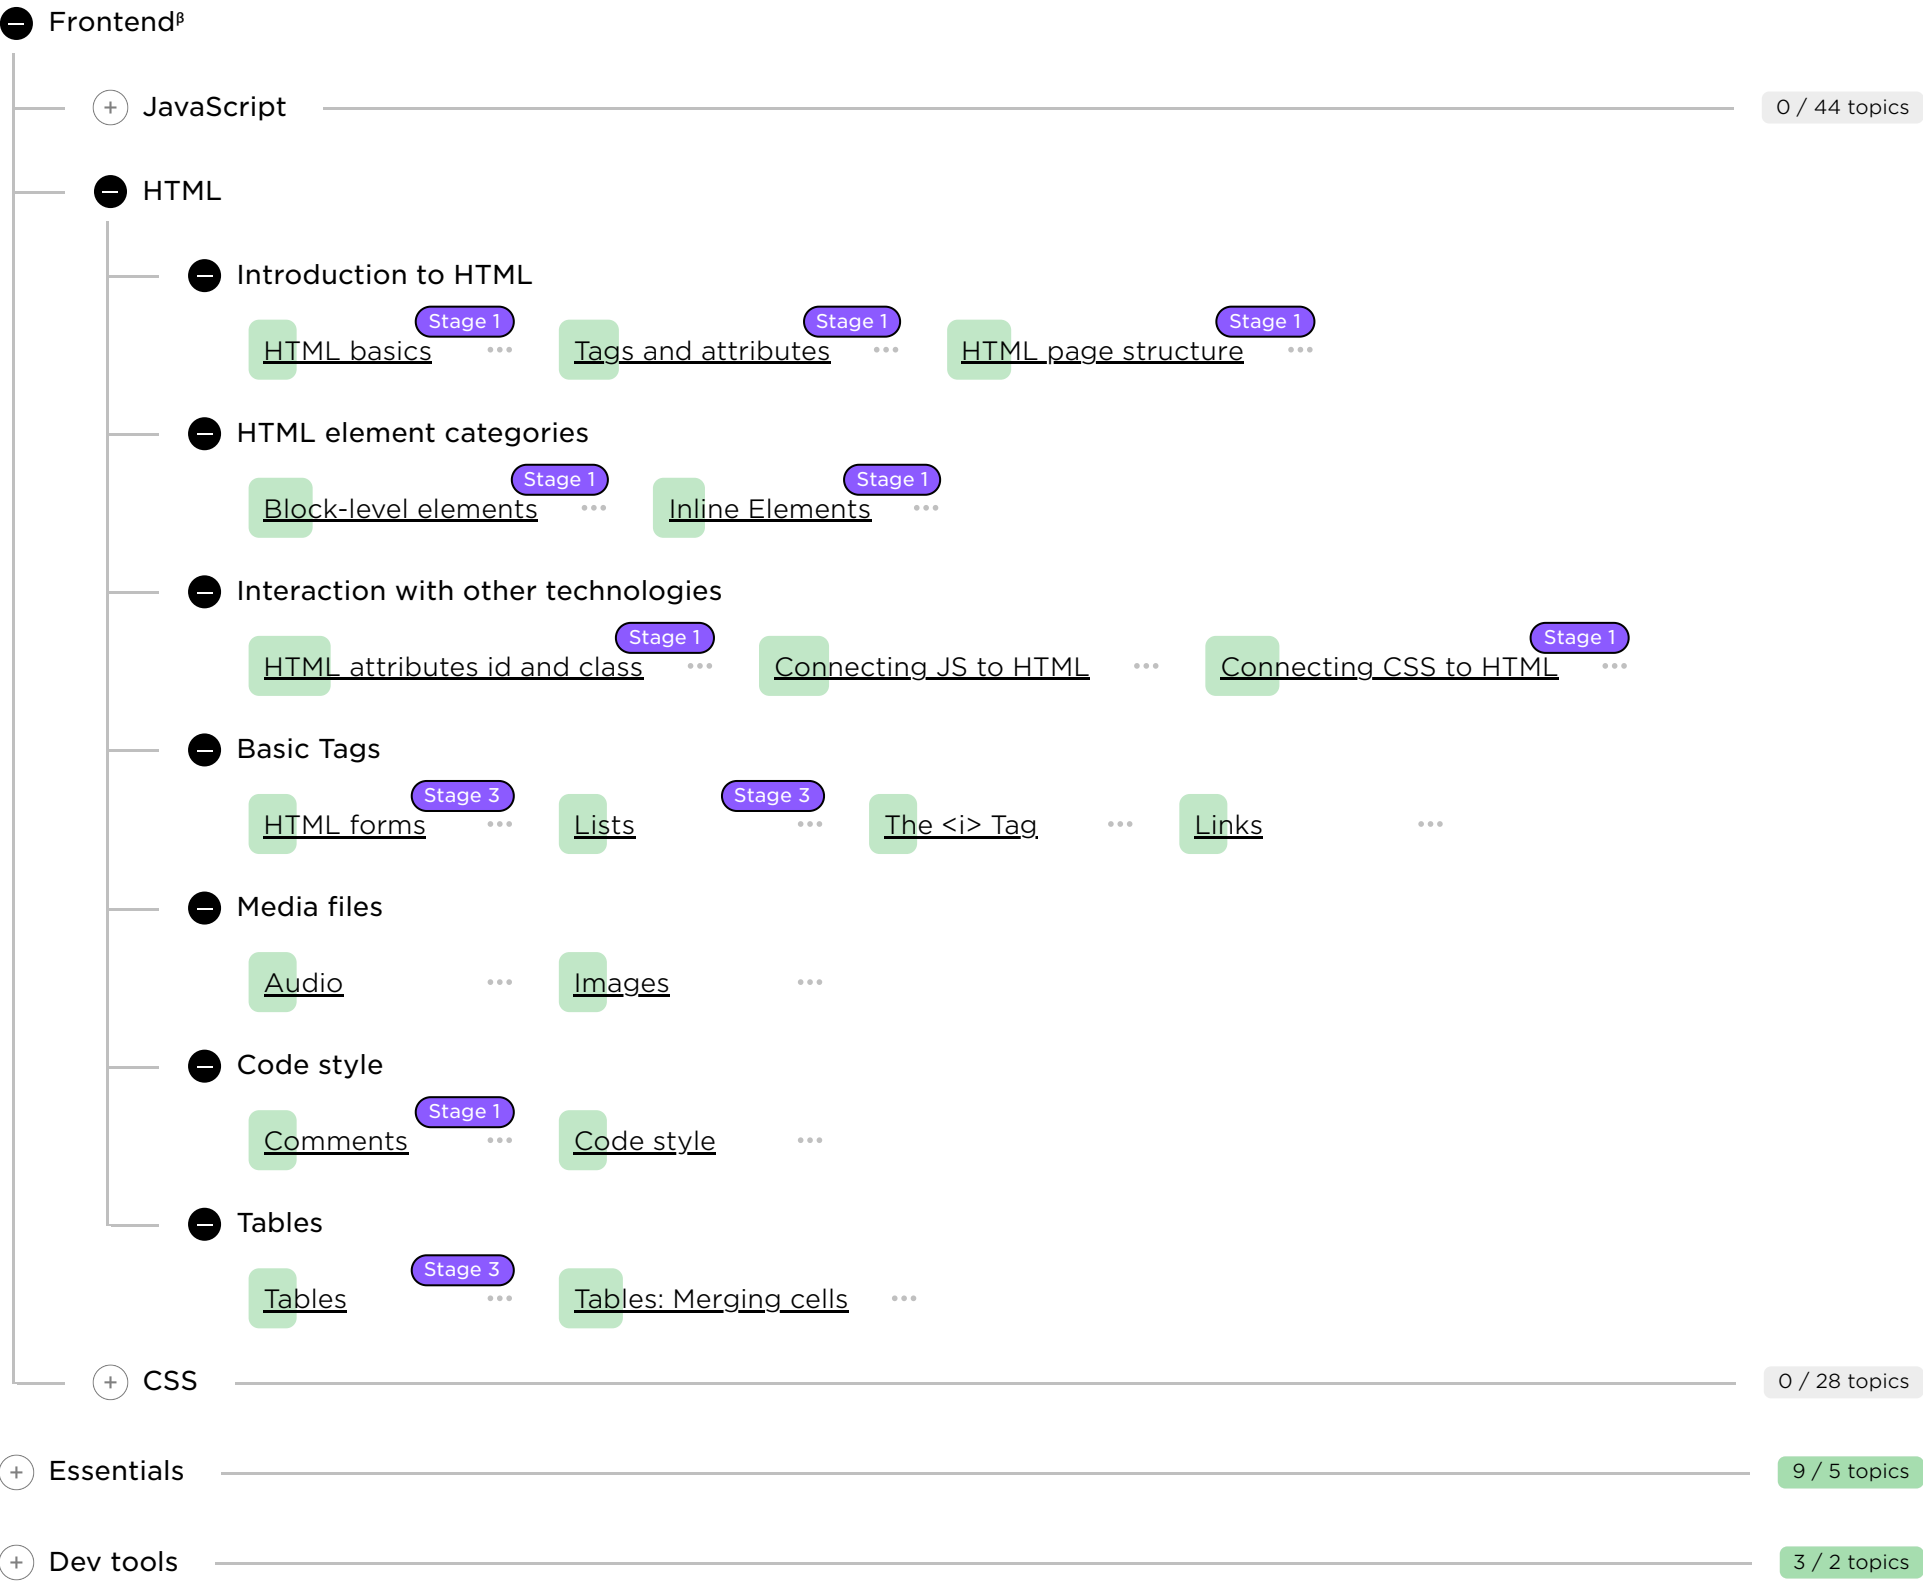 Frontendᵝ
JavaScript 0 / 44 topics
HTML
Introduction to HTML
Stage 1 Stage 1 Stage 1
HTML basics Tags and attributes HTML page structure
HTML element categories
Stage 1 Stage 1
Block-level elements Inline Elements
Interaction with other technologies
Stage 1 Stage 1
HTML attributes id and class Connecting JS to HTML Connecting CSS to HTML
Basic Tags
Stage 3 Stage 3
HTML forms Lists The <i> Tag Links
Media files
Audio Images
Code style
Stage 1
Comments Code style
Tables
Stage 3
Tables Tables: Merging cells
CSS 0 / 28 topics
Essentials 9 / 5 topics
Dev tools 3 / 2 topics